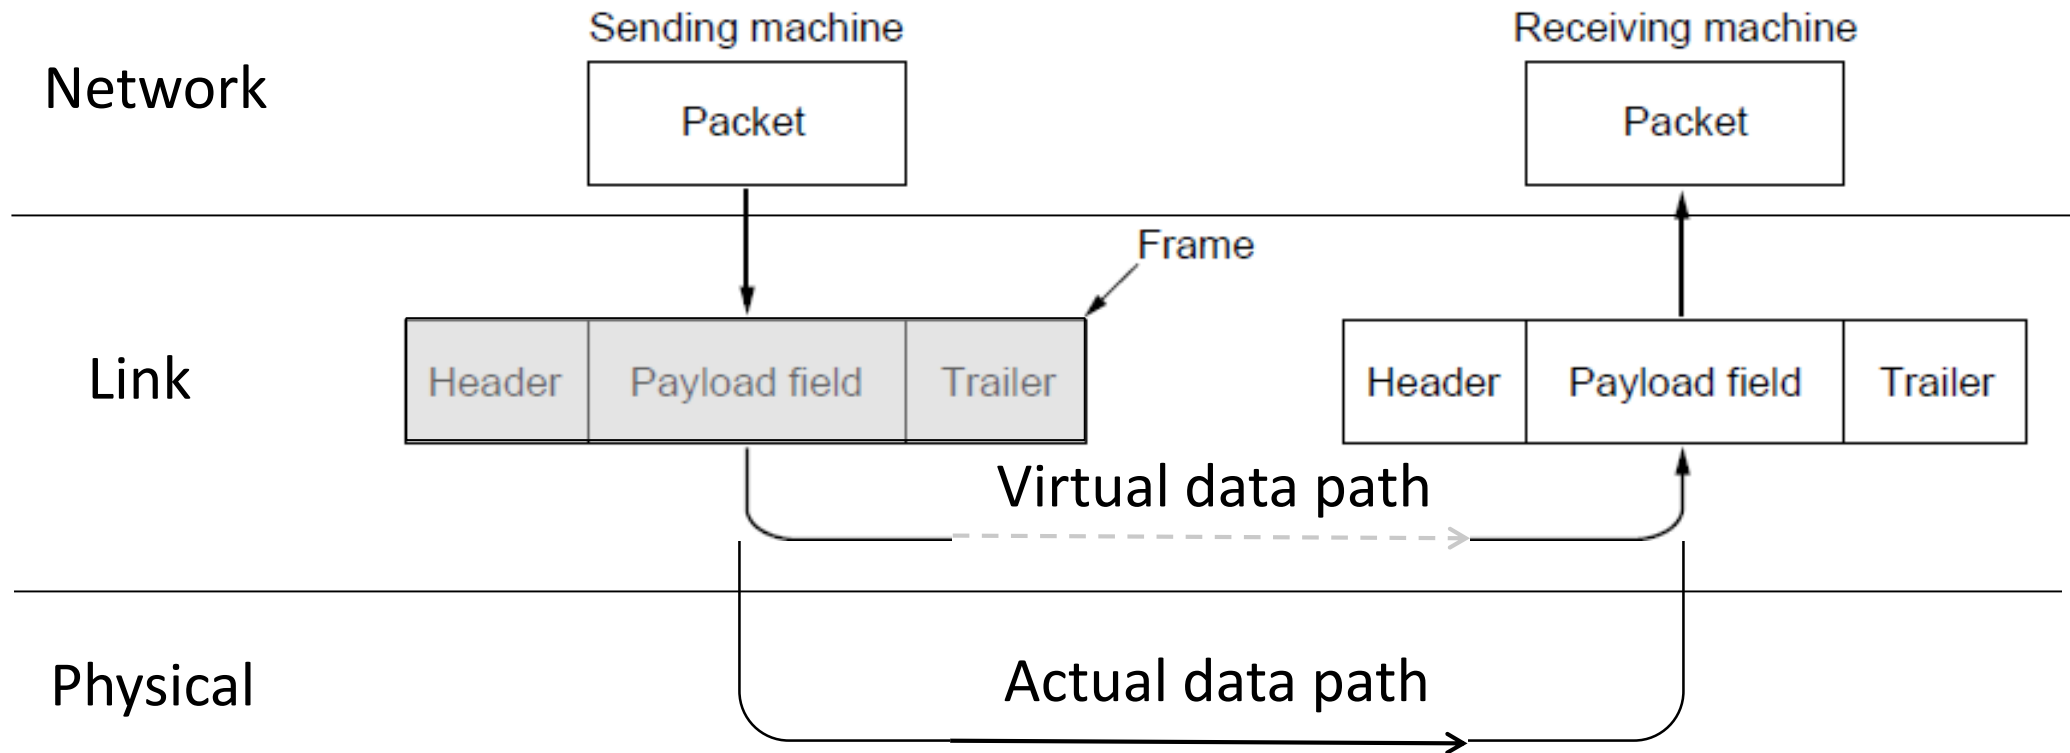 Sending machine
Receiving machine
Network
Packet
Packet
Frame
Link
Header
Payload field
Trailer
Header
Payload field
Trailer
Virtual data path
Physical
Actual data path